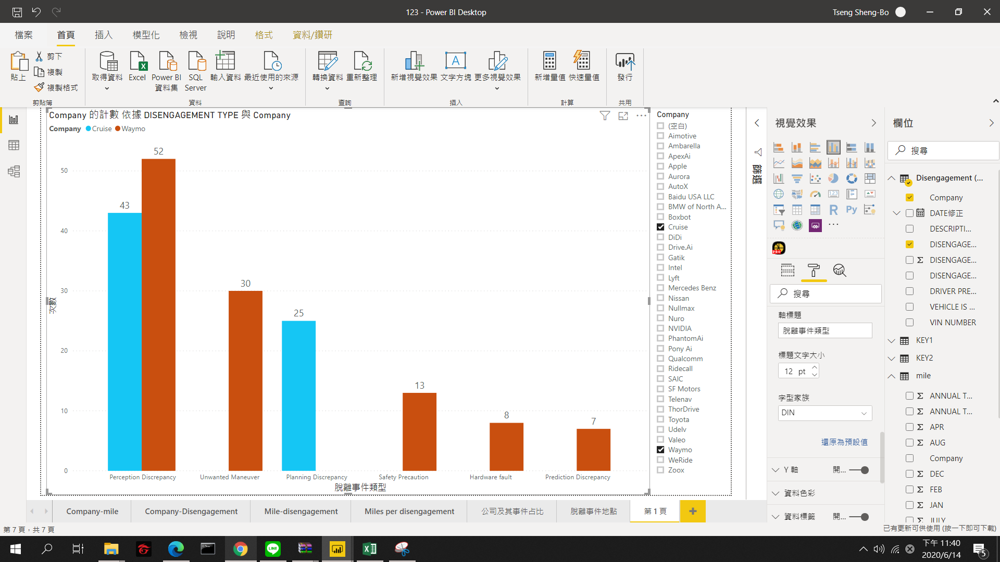 123 - Power BI Desktop
Tseng Sheng-Bo
檔案
首頁
插入
模型化
檢視
說明
格式
資料/鑽研
貼上
剪下
複製
複製格式
剪貼簿
取得資料
Excel
Power BI
資料集
SQL
Server
輸入資料
最近使用的來源
資料
轉換資料
重新整理
查詢
新增視覺效果
文字方塊
更多視覺效果
插入
新增量值
快速量值
計算
發行
共用
Company 的計數 依據 DISENGAGEMENT TYPE 與 Company
Company Cruise Waymo
次數
50
40
30
20
10
0
43
52
30
25
13
8
7
Perception Discrepancy
Unwanted Maneuver
Planning Discrepancy
Safety Precaution
Hardware fault
Prediction Discrepancy
脫離事件類型
Company
(空白)
Aimotive
Ambarella
ApexAi
Apple
Aurora
AutoX
Baidu USA LLC
BMW of North A...
Boxbot
Cruise
DiDi
Drive.Ai
Gatik
Intel
Lyft
Mercedes Benz
Nissan
Nullmax
Nuro
NVIDIA
PhantomAi
Pony Ai
Qualcomm
Ridecall
SAIC
SF Motors
Telenav
ThorDrive
Toyota
Udelv
Valeo
Waymo
WeRide
Zoox
篩選
視覺效果
123
R
Py
PRO
搜尋
軸標題
脫離事件類型
標題文字大小
12 pt
字型家族
DIN
還原為預設值
Y 軸
開...
資料色彩
資料標籤
開...
欄位
搜尋
Disengagement (...
Company
DATE修正
DESCRIPTI...
DISENGAGE...
DISENGAGE...
DISENGAGE...
DRIVER PRE...
VEHICLE IS ...
VIN NUMBER
KEY1
KEY2
mile
ANNUAL T...
ANNUAL T...
APR
AUG
Company
DEC
FEB
JAN
JULY
Company-mile
Company-Disengagement
Mile-disengagement
Miles per disengagement
公司及其事件占比
脫離事件地點
第 1 頁
第 7 頁，共 7 頁
已有更新可供使用 (按一下即可下載)
LINE
下午 11:40
2020/6/14
5